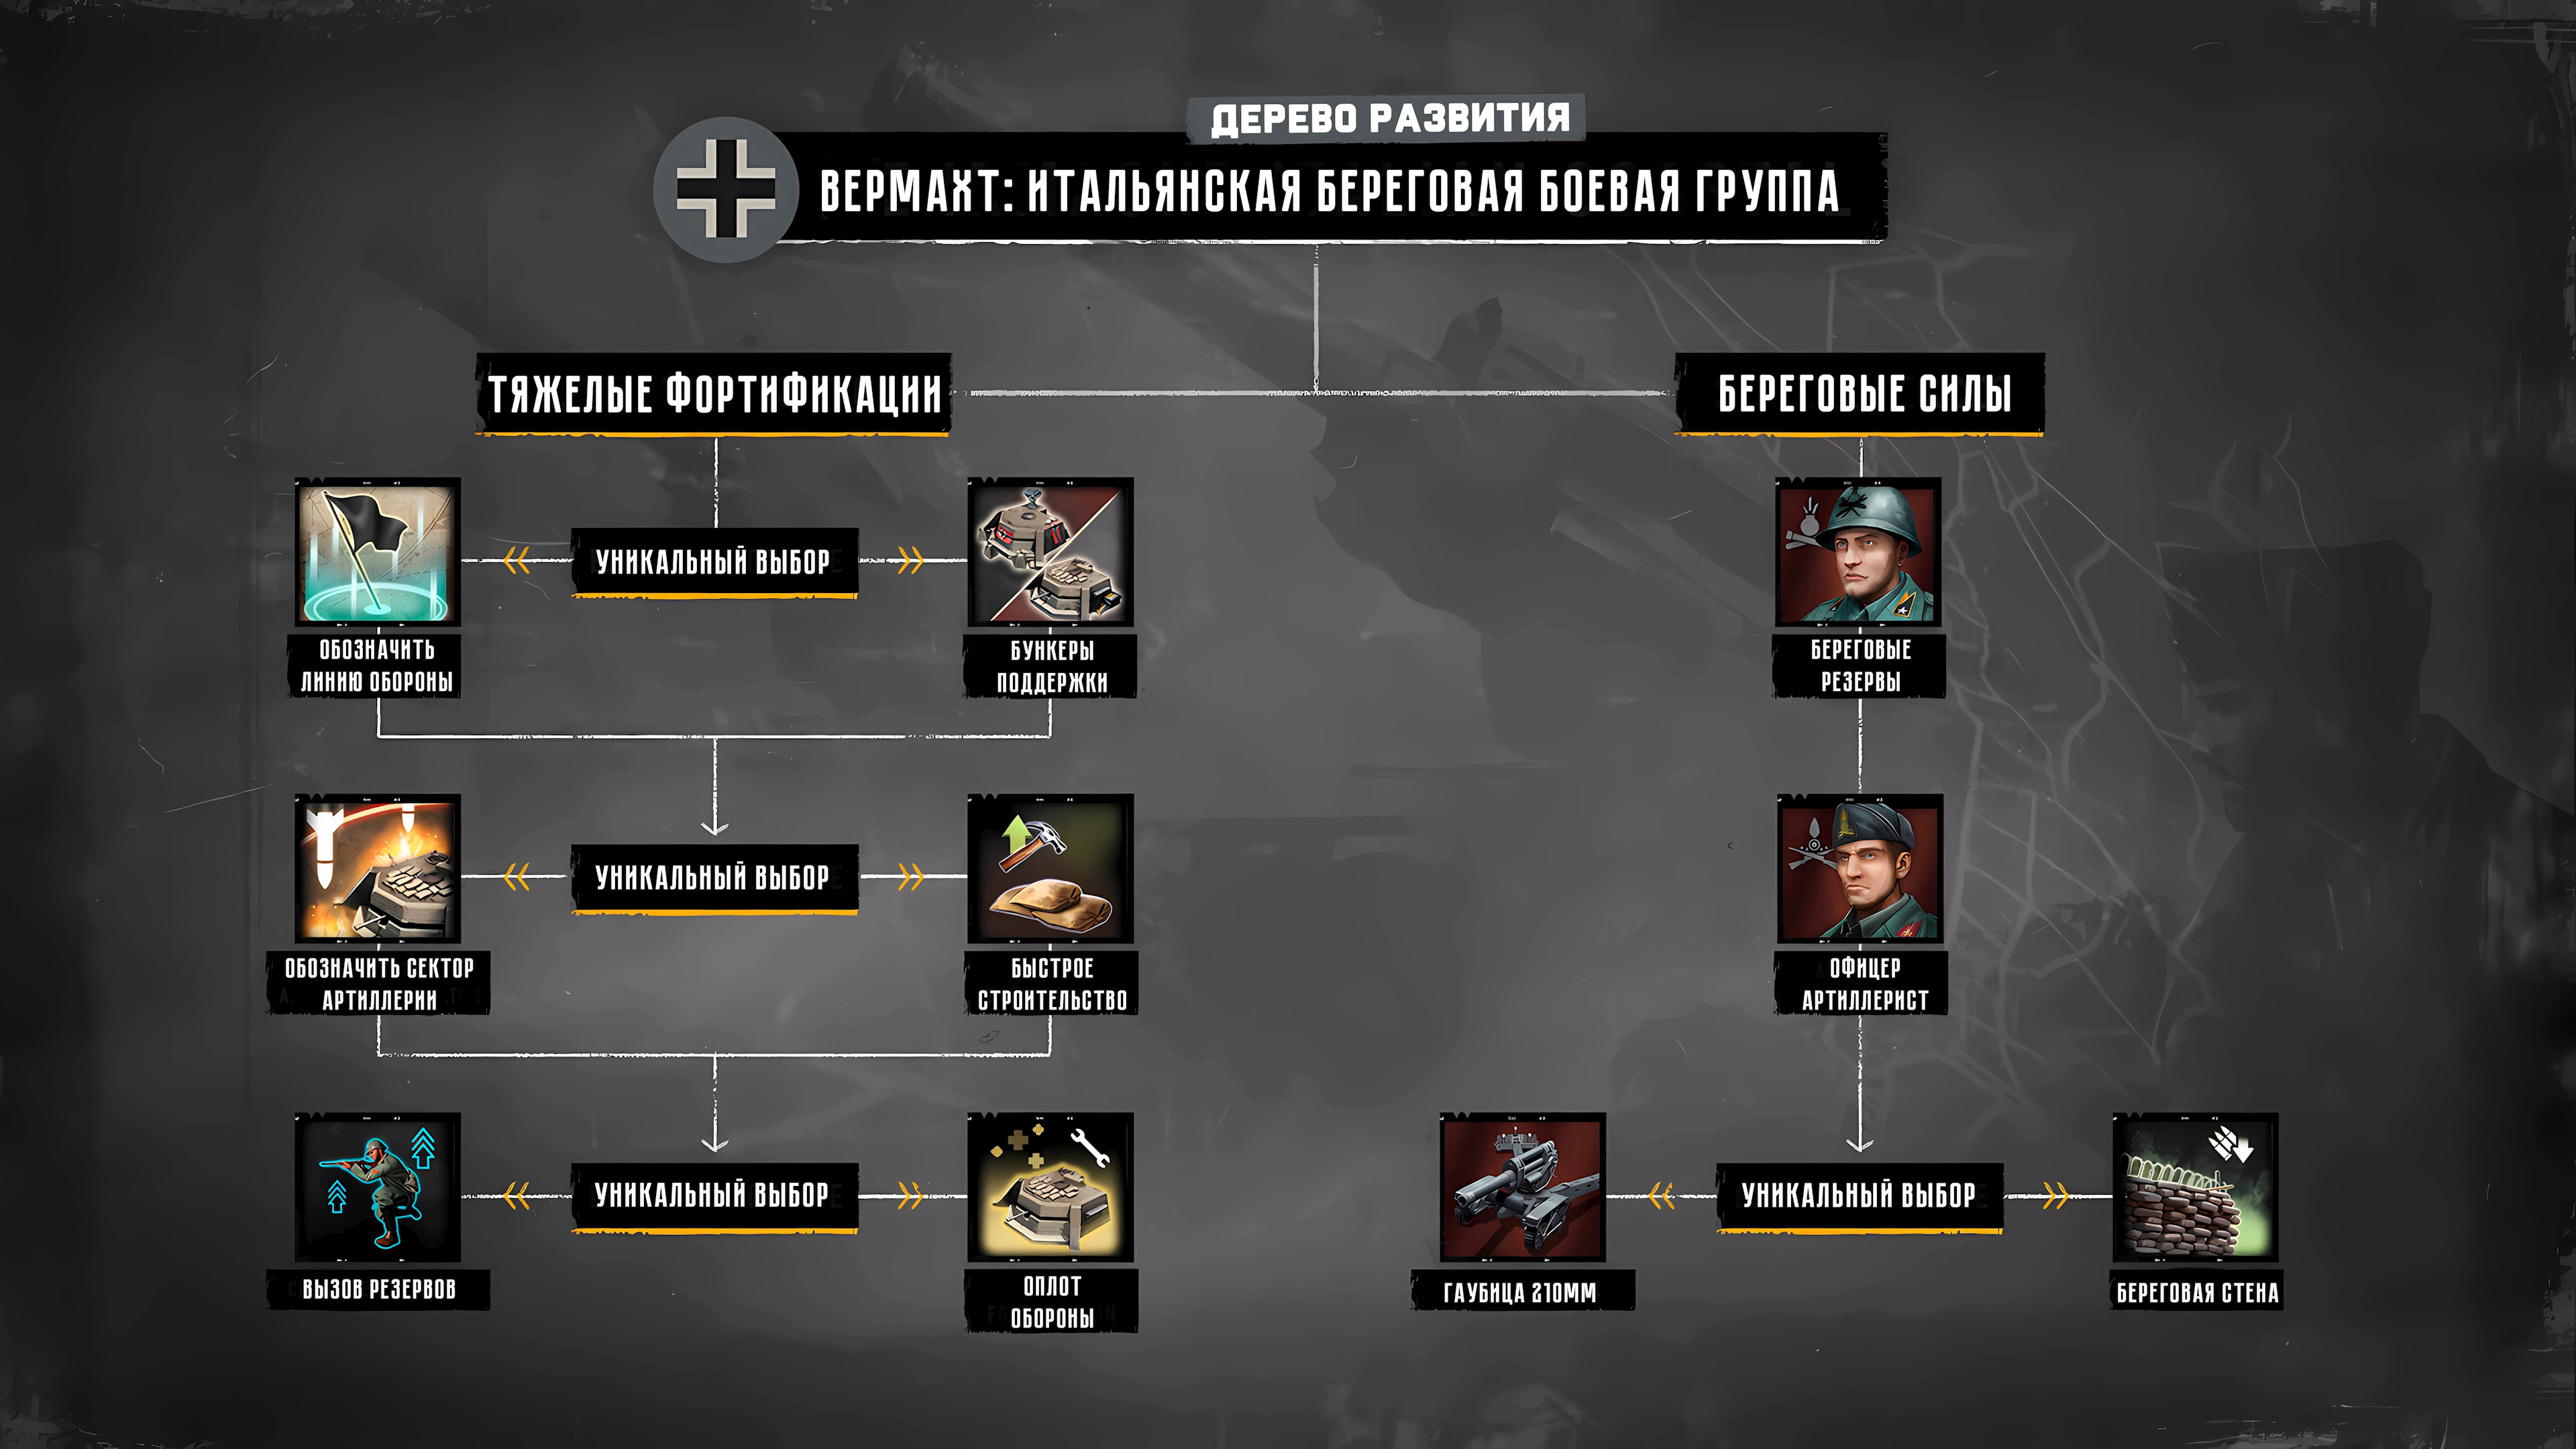 ДЕРЕВО РАЗВИТИЯ
ВЕРМАХТ: ИТАЛЬЯНСКАЯ БЕРЕГОВАЯ БОЕВАЯ ГРУППА
ТЯЖЕЛЫЕ ФОРТИФИКАЦИИ
БЕРЕГОВЫЕ СИЛЫ
УНИКАЛЬНЫЙ ВЫБОР
ОБОЗНАЧИТЬ
ЛИНИЮ ОБОРОНЫ
БУНКЕРЫ
ПОДДЕРЖКИ
БЕРЕГОВЫЕ
РЕЗЕРВЫ
УНИКАЛЬНЫЙ ВЫБОР
ОБОЗНАЧИТЬ СЕКТОР
АРТИЛЛЕРИИ
БЫСТРОЕ
СТРОИТЕЛЬСТВО
ОФИЦЕР
АРТИЛЛЕРИСТ
УНИКАЛЬНЫЙ ВЫБОР
УНИКАЛЬНЫЙ ВЫБОР
ВЫЗОВ РЕЗЕРВОВ
ОПЛОТ
ОБОРОНЫ
ГАУБИЦА 210ММ
БЕРЕГОВАЯ СТЕНА